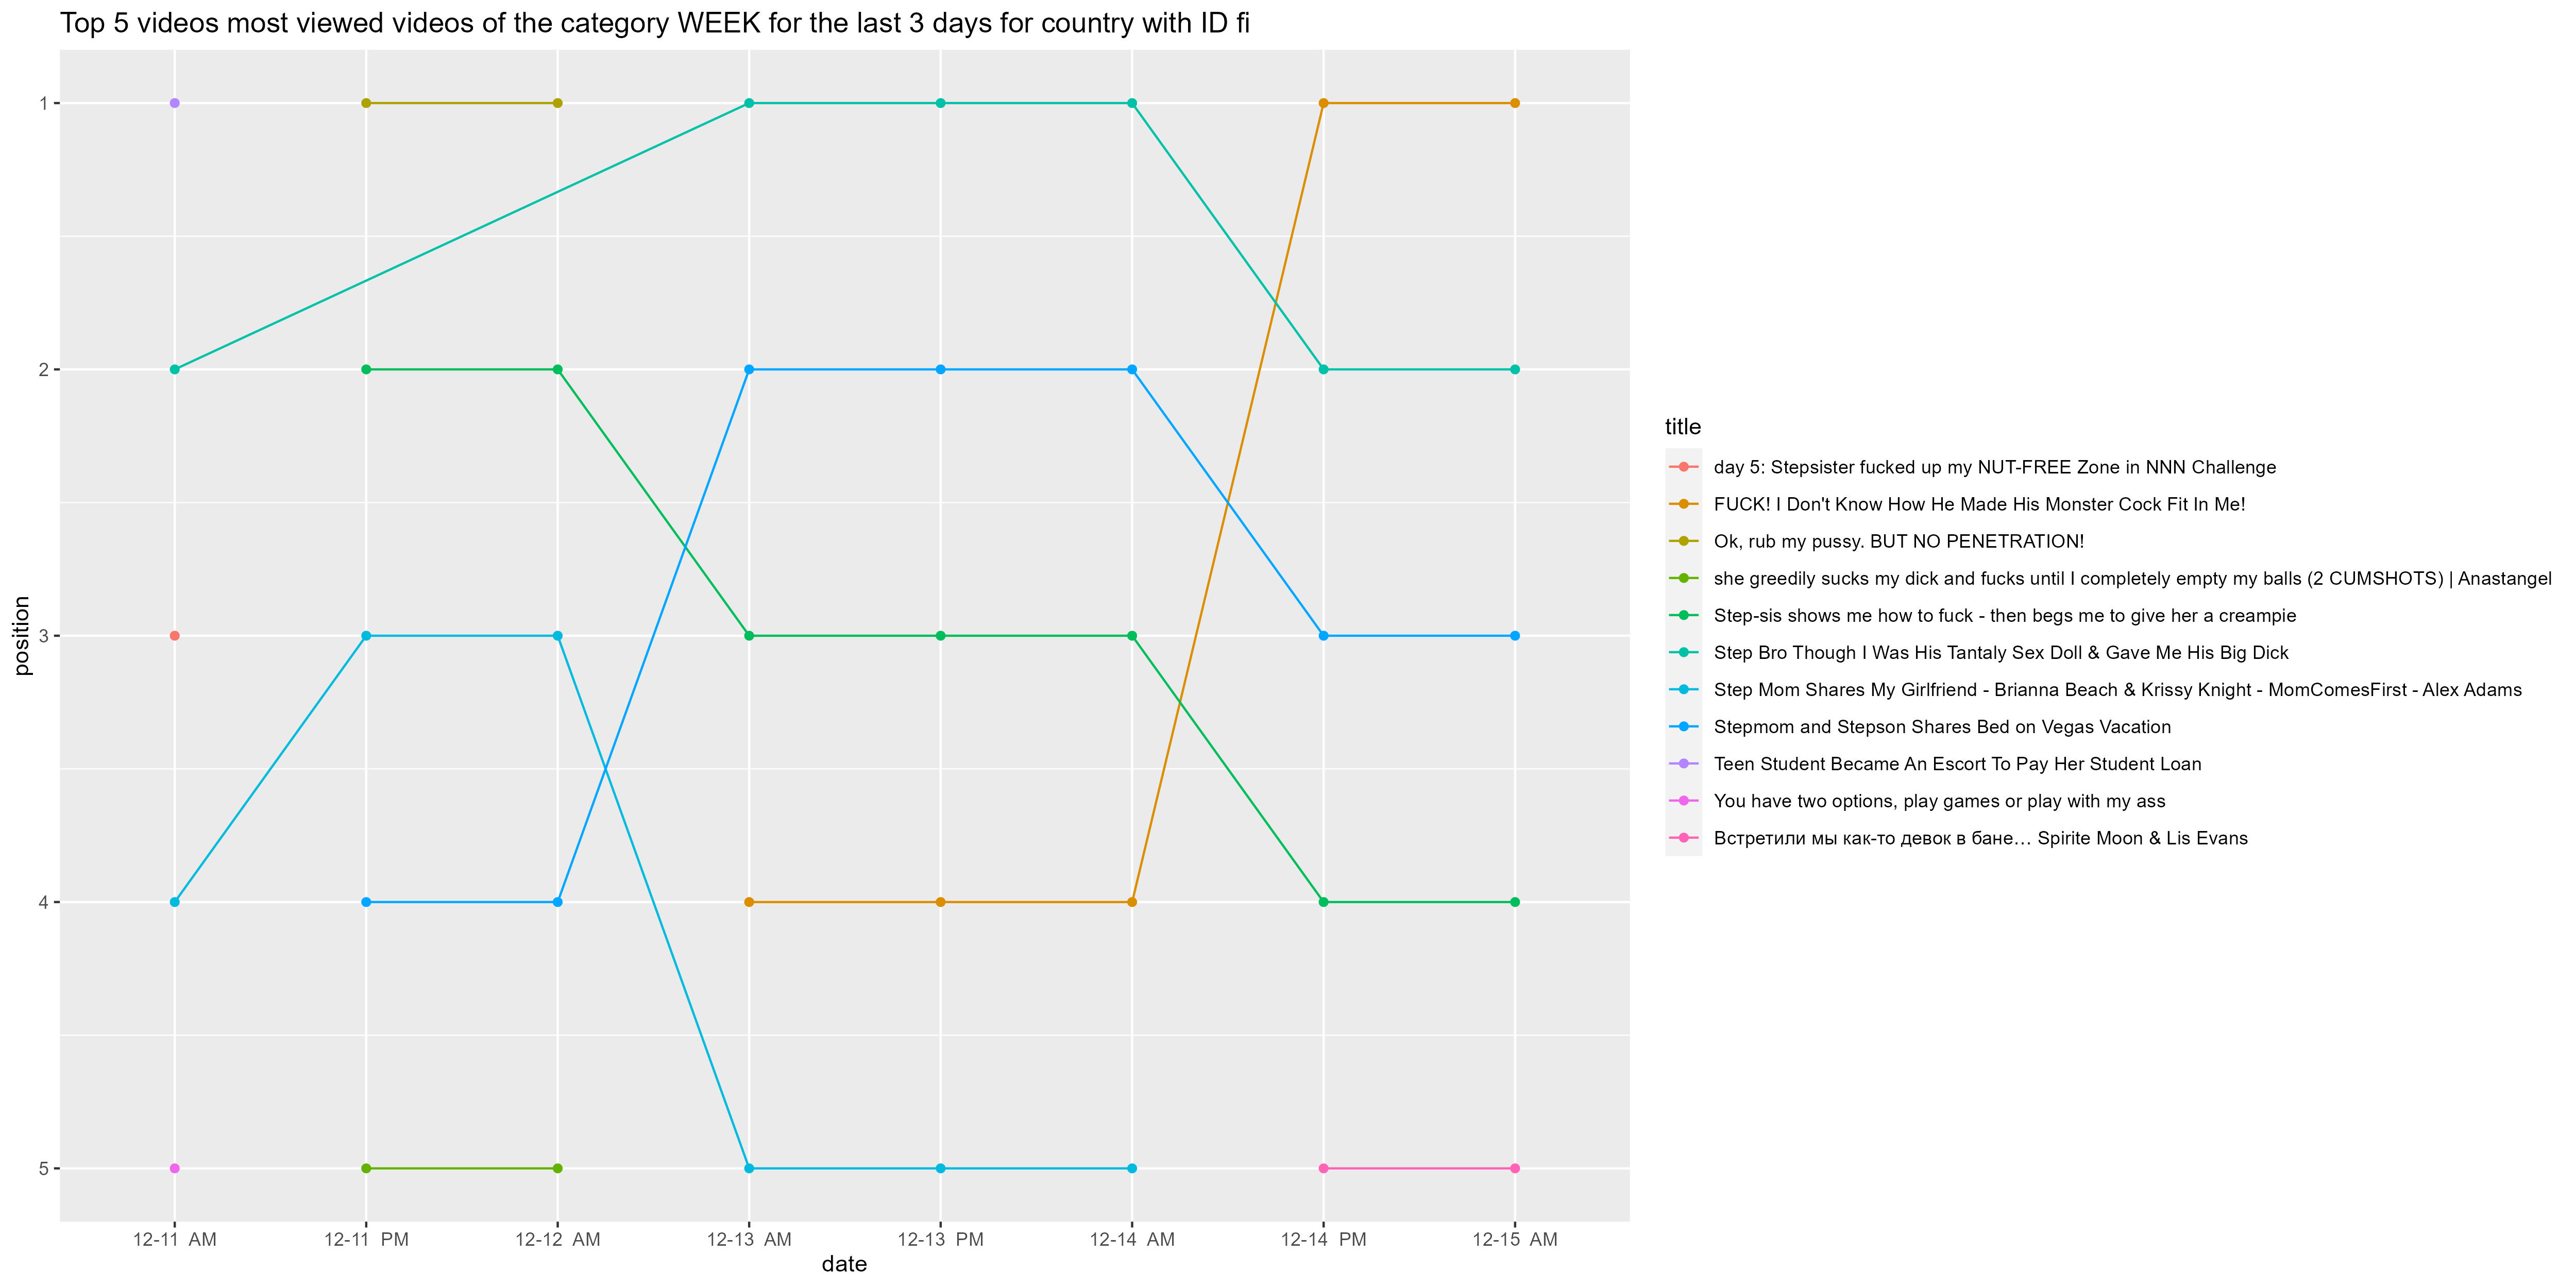 Top 5 videos most viewed videos of the category WEEK for the last 3 days for country with ID fi
1
2
3
4
5
position
12-11 AM
12-11 PM
12-12 AM
12-13 AM
12-13 PM
12-14 AM
12-14 PM
12-15 AM
date
title
day 5: Stepsister fucked up my NUT-FREE Zone in NNN Challenge
FUCK! I Don't Know How He Made His Monster Cock Fit In Me!
Ok, rub my pussy. BUT NO PENETRATION!
she greedily sucks my dick and fucks until I completely empty my balls (2 CUMSHOTS) | Anastangel
Step-sis shows me how to fuck - then begs me to give her a creampie
Step Bro Though I Was His Tantaly Sex Doll & Gave Me His Big Dick
Step Mom Shares My Girlfriend - Brianna Beach & Krissy Knight - MomComesFirst - Alex Adams
Stepmom and Stepson Shares Bed on Vegas Vacation
Teen Student Became An Escort To Pay Her Student Loan
You have two options, play games or play with my ass
Встретили мы как-то девок в бане… Spirite Moon & Lis Evans